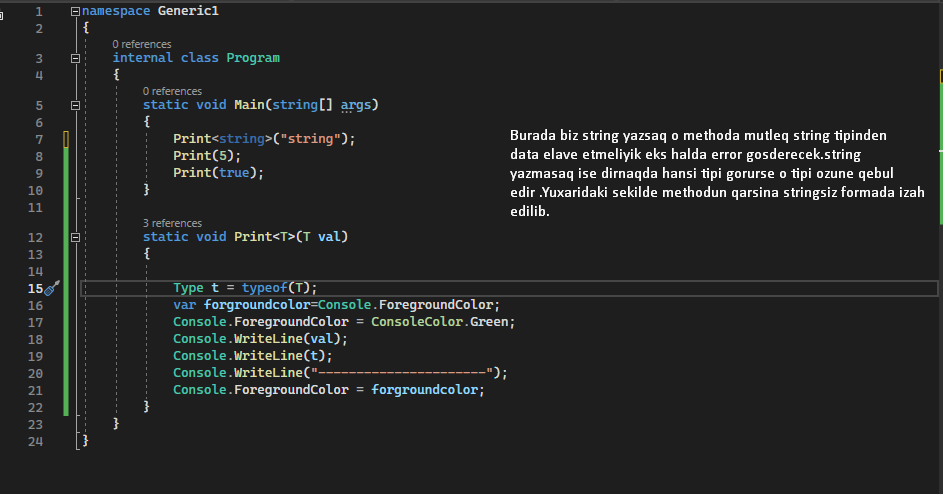 1 namespace Generic1
2 {
0 references
3 internal class Program
4 {
0 references
5 static void Main(string[] args)
6 {
7 Print<string>("string");
8 Print(5);
9 Print(true);
10 }
11
3 references
12 static void Print<T>(T val)
13 {
14
15 Type t = typeof(T);
16 var forgroundcolor=Console.ForegroundColor;
17 Console.ForegroundColor = ConsoleColor.Green;
18 Console.WriteLine(val);
19 Console.WriteLine(t);
20 Console.WriteLine("----------------------");
21 Console.ForegroundColor = forgroundcolor;
22 }
23 }
24 }
Burada biz string yazsaq o methoda mutleq string tipinden
data elave etmeliyik eks halda error gosderecek.string
yazmasaq ise dirnaqda hansi tipi gorurse o tipi ozune qebul
edir .Yuxaridaki sekilde methodun qarsina stringsiz formada izah
edilib.